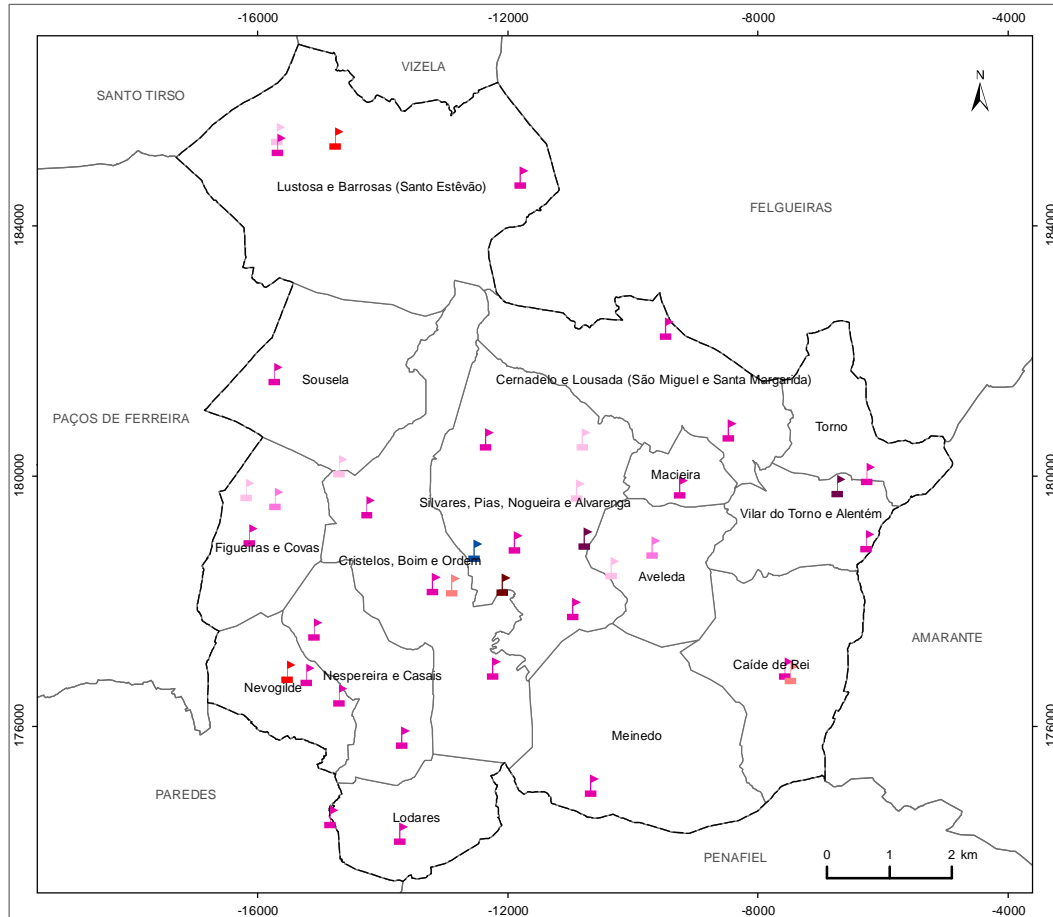 -16000 -12000 -8000 -4000
VIZELA
SANTO TIRSO
N
Lustosa e Barrosas (Santo Estêvão)
FELGUEIRAS
184000 184000
Sousela
Cernadelo e Lousada (São Miguel e Santa Margarida)
PAÇOS DE FERREIRA
Torno
Macieira
180000 180000
Silvares, Pias, Nogueira e Alvarenga
Vilar do Torno e Alentém
Figueiras e Covas
Cristelos, Boim e Ordem
Aveleda
AMARANTE
Caíde de Rei
Nespereira e Casais
Nevogilde
176000 176000
Meinedo
PAREDES
Lodares
PENAFIEL
0 1 2 km
-16000 -12000 -8000 -4000